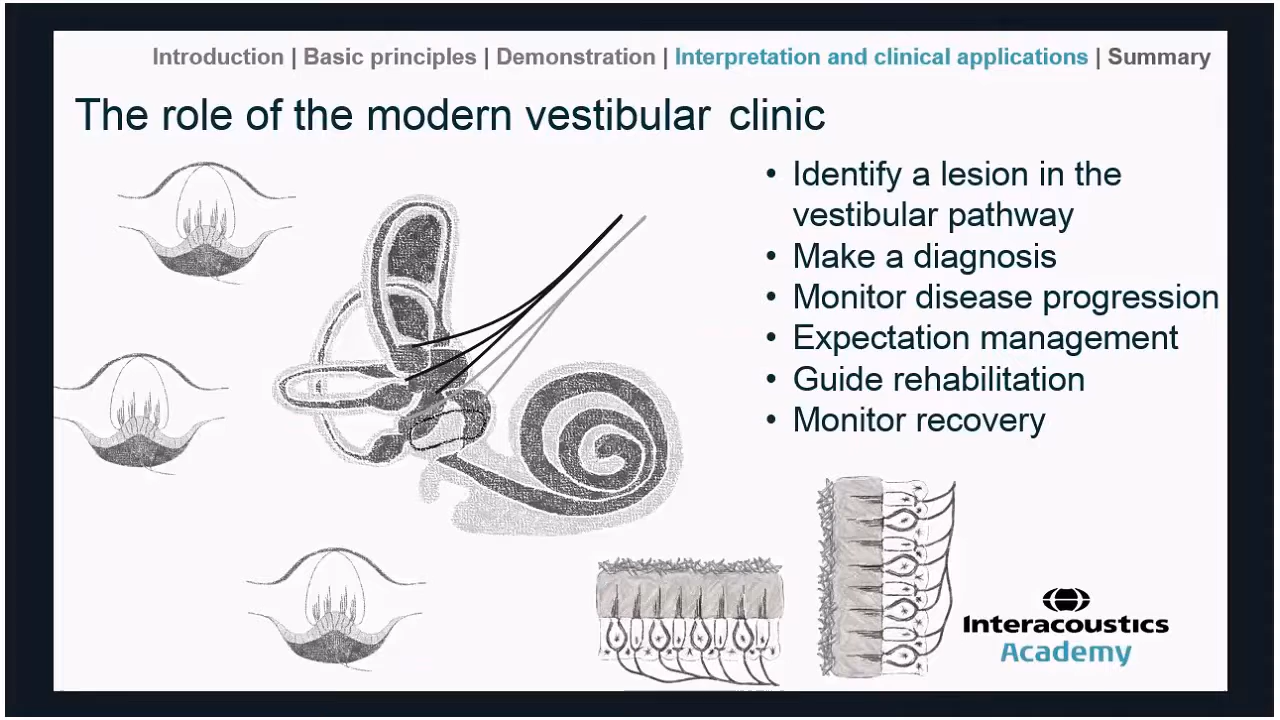 Introduction | Basic principles | Demonstration | Interpretation and clinical applications | Summary
The role of the modern vestibular clinic
• Identify a lesion in the
vestibular pathway
• Make a diagnosis
• Monitor disease progression
• Expectation management
• Guide rehabilitation
• Monitor recovery
Interacoustics
Academy